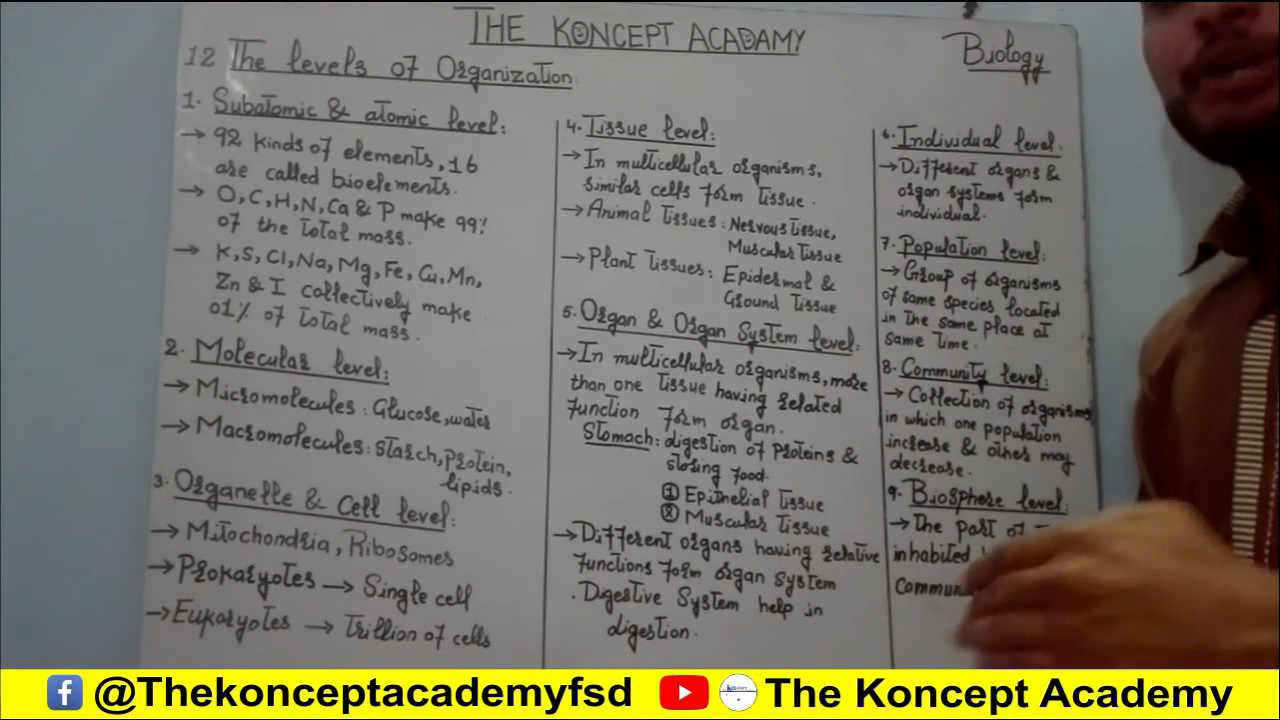 THE KONCEPT ACADAMY
Biology
12 The levels of Organization:
1. Subatomic & atomic level:
→ 92 kinds of elements, 16
are called bioelements.
→ O, C, H, N, Ca & P make 99%
of the total mass.
→ K, S, Cl, Na, Mg, Fe, Cu, Mn,
Zn & I collectively make
01% of total mass.
2. Molecular level:
→ Micromolecules: Glucose, water
→ Macromolecules: starch, protein,
lipids.
3. Organelle & Cell level:
→ Mitochondria, Ribosomes
→ Prokaryotes → Single cell
→ Eukaryotes → Trillion of cells
4. Tissue level:
→ In multicellular organisms,
similar cells form tissue.
→ Animal Tissues: Nervous tissue,
Muscular tissue
→ Plant Tissues: Epidermal &
Ground tissue
5. Organ & Organ System level:
→ In multicellular organisms, more
than one tissue having related
function form organ.
Stomach: digestion of proteins &
storing food.
① Epithelial tissue
② Muscular tissue
→ Different organs having relative
functions form organ system
. Digestive System help in
digestion.
6. Individual level:
→ Different organs &
organ systems form
individual.
7. Population level:
→ Group of organisms
of same species located
in the same place at
same time.
8. Community level:
→ Collection of organisms
in which one population
increase & other may
decrease.
9. Biosphere level:
→ The part of
inhabited
@Thekonceptacademyfsd
The Koncept Academy